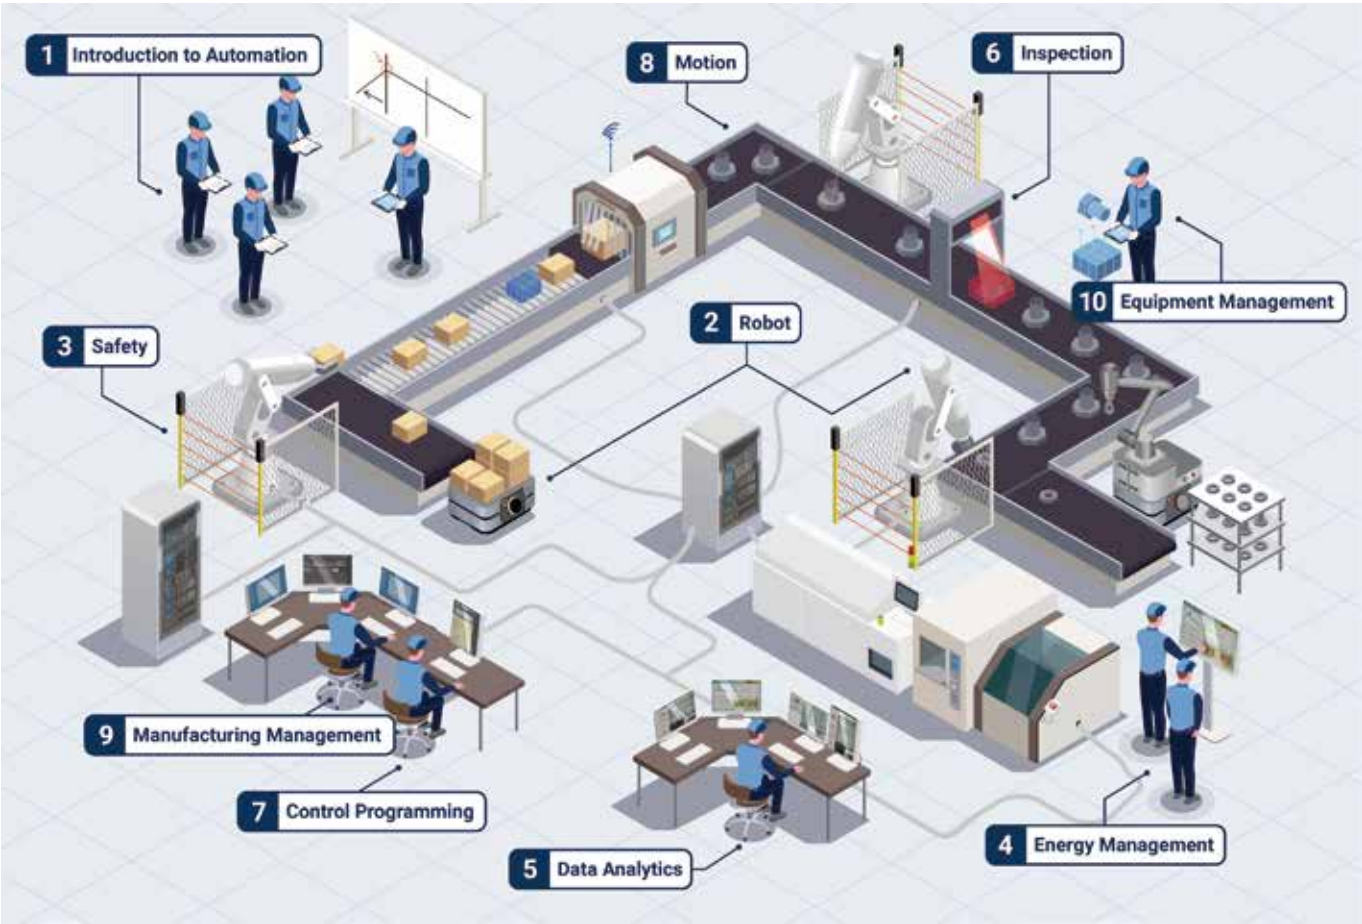 1 Introduction to Automation
8 Motion
6 Inspection
10 Equipment Management
2 Robot
3 Safety
9 Manufacturing Management
7 Control Programming
4 Energy Management
5 Data Analytics